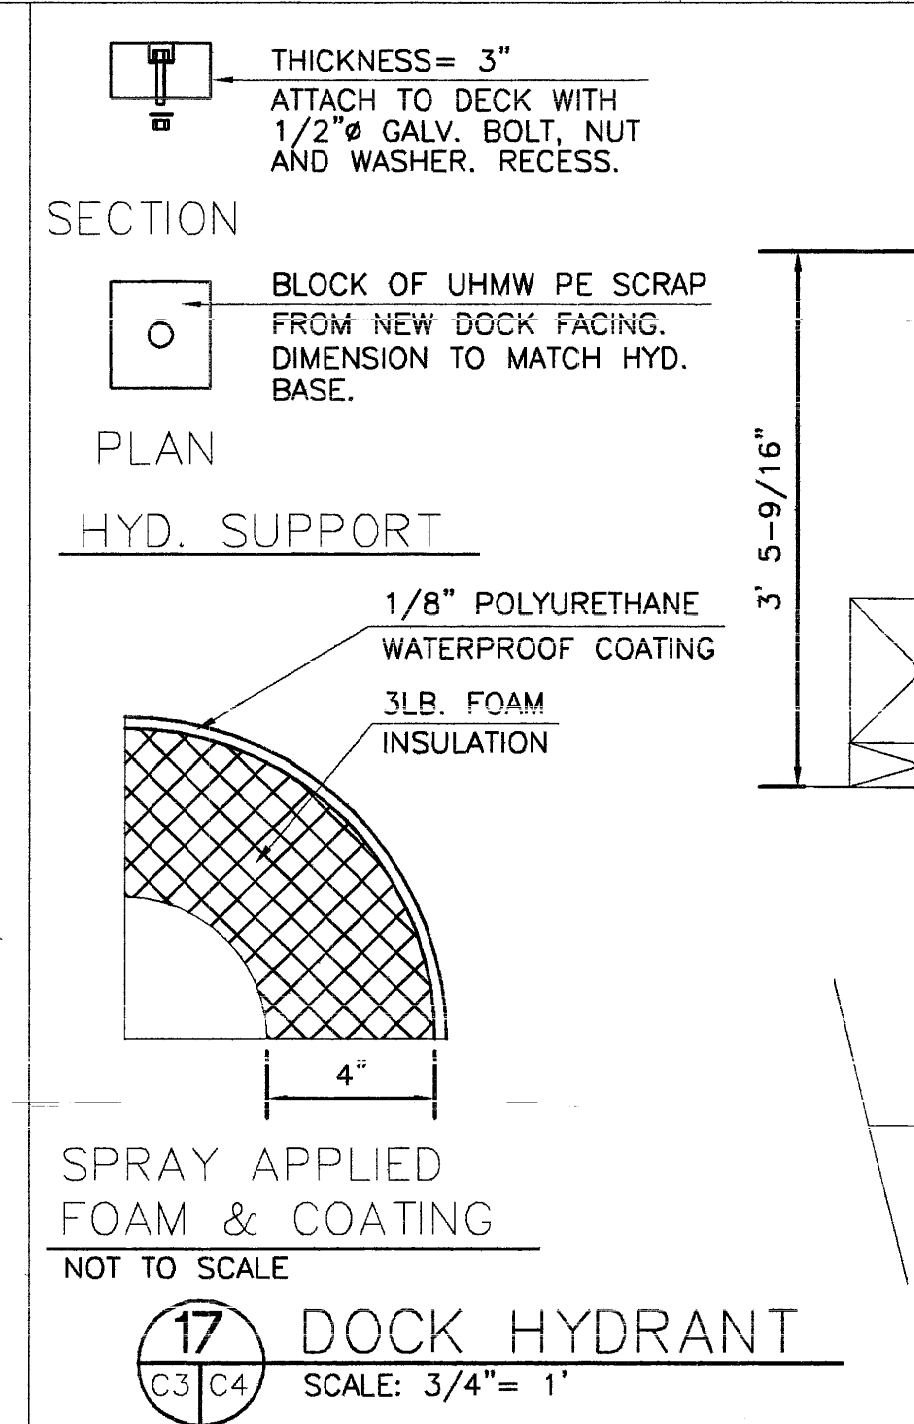 THICKNESS= 3"
ATTACH TO DECK WITH
1/2"ø GALV. BOLT, NUT
AND WASHER. RECESS.
SECTION
BLOCK OF UHMW PE SCRAP
FROM NEW DOCK FACING.
DIMENSION TO MATCH HYD.
BASE.
PLAN
HYD. SUPPORT
3' 5-9/16"
1/8" POLYURETHANE
WATERPROOF COATING
3LB. FOAM
INSULATION
4"
SPRAY APPLIED
FOAM & COATING
NOT TO SCALE
17
C3 C4
DOCK HYDRANT
SCALE: 3/4"= 1'